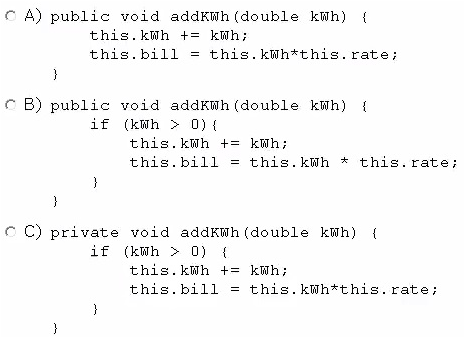 A) public void addKWh(double kWh) {
this.kWh += kWh;
this.bill = this.kWh*this.rate;
}
B) public void addKWh(double kWh) {
if (kWh > 0){
this.kWh += kWh;
this.bill = this.kWh * this.rate;
}
}
C) private void addKWh(double kWh) {
if (kWh > 0) {
this.kWh += kWh;
this.bill = this.kWh*this.rate;
}
}